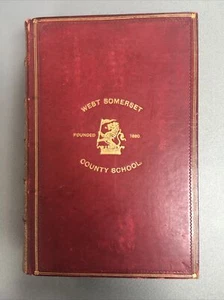 WEST SOMERSET
FOUNDED 1880
COUNTY SCHOOL.